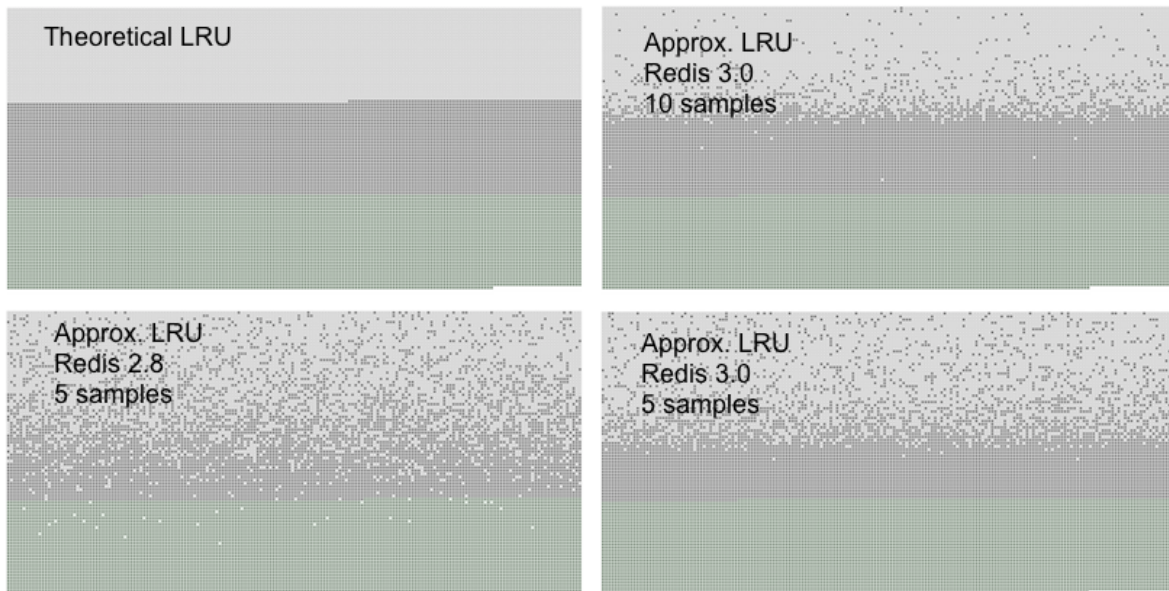 Theoretical LRU
Approx. LRU
Redis 3.0
10 samples
Approx. LRU
Redis 2.8
5 samples
Approx. LRU
Redis 3.0
5 samples